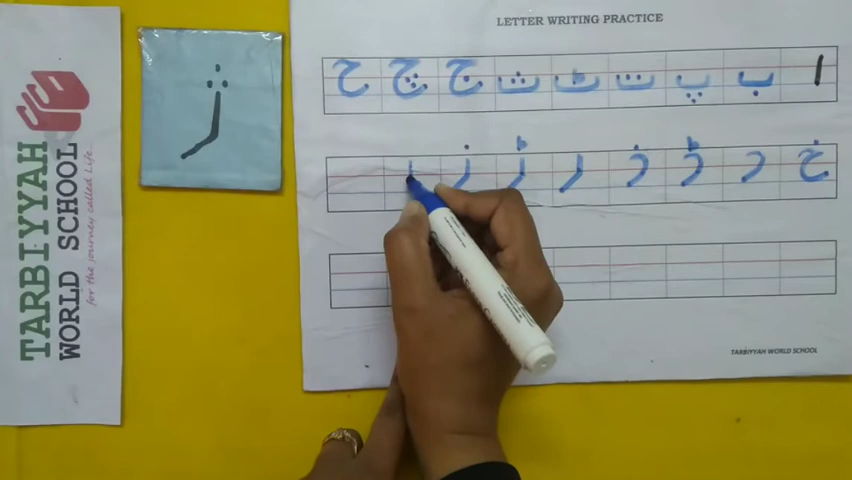 LETTER WRITING PRACTICE
ا ب پ ت ٹ ث ج چ ح
خ د ڈ ذ ر ڑ ز
ژ
TARBIYYAH
WORLD SCHOOL
for the journey called Life..
TARBIYYAH WORLD SCHOOL